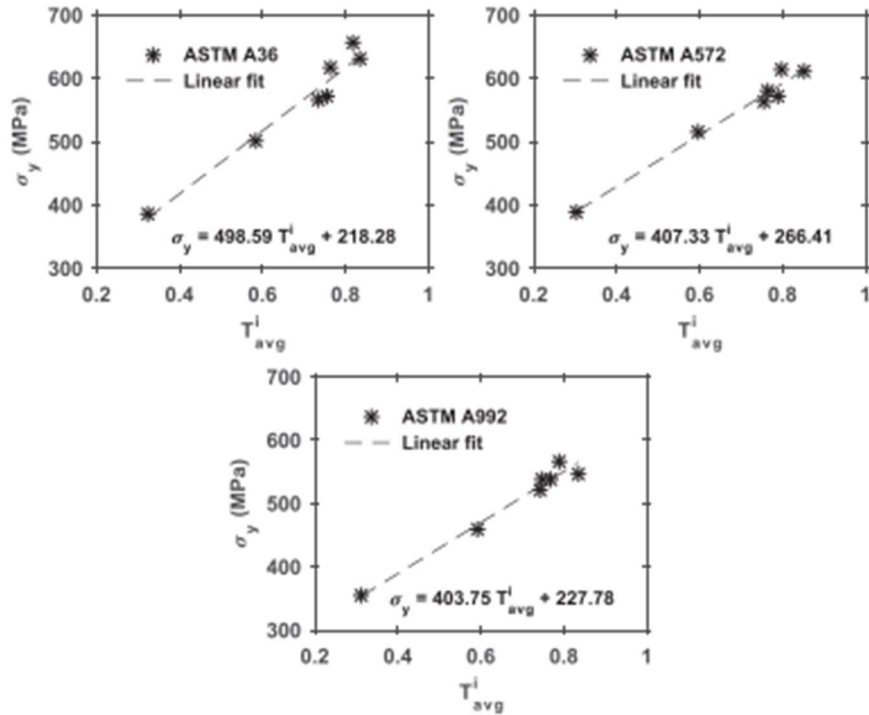 700
600
500
400
300
σy (MPa)
ASTM A36
Linear fit
σy = 498.59 Tiavg + 218.28
0.2 0.4 0.6 0.8 1
Tiavg
700
600
500
400
300
σy (MPa)
ASTM A572
Linear fit
σy = 407.33 Tiavg + 266.41
0.2 0.4 0.6 0.8 1
Tiavg
700
600
500
400
300
σy (MPa)
ASTM A992
Linear fit
σy = 403.75 Tiavg + 227.78
0.2 0.4 0.6 0.8 1
Tiavg